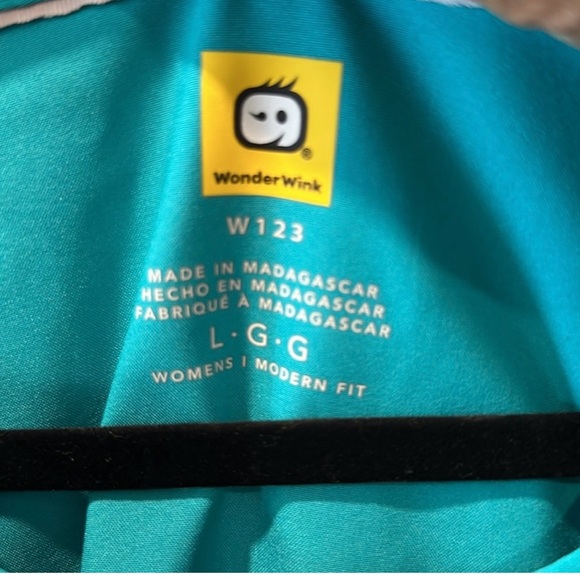 WonderWink
W123
MADE IN MADAGASCAR
HECHO EN MADAGASCAR
FABRIQUÉ À MADAGASCAR
L·G·G
WOMENS | MODERN FIT